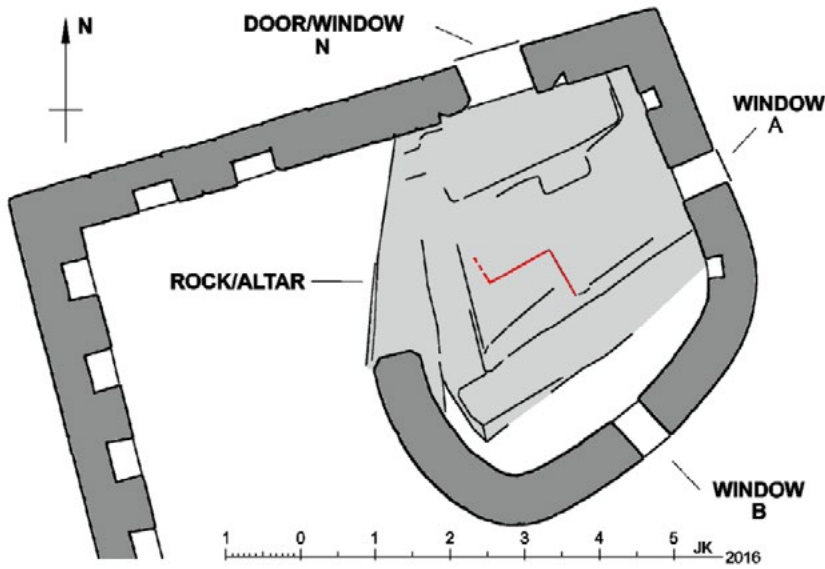 N
DOOR/WINDOW
N
WINDOW
A
ROCK/ALTAR
WINDOW
B
1 0 1 2 3 4 5
JK 2016